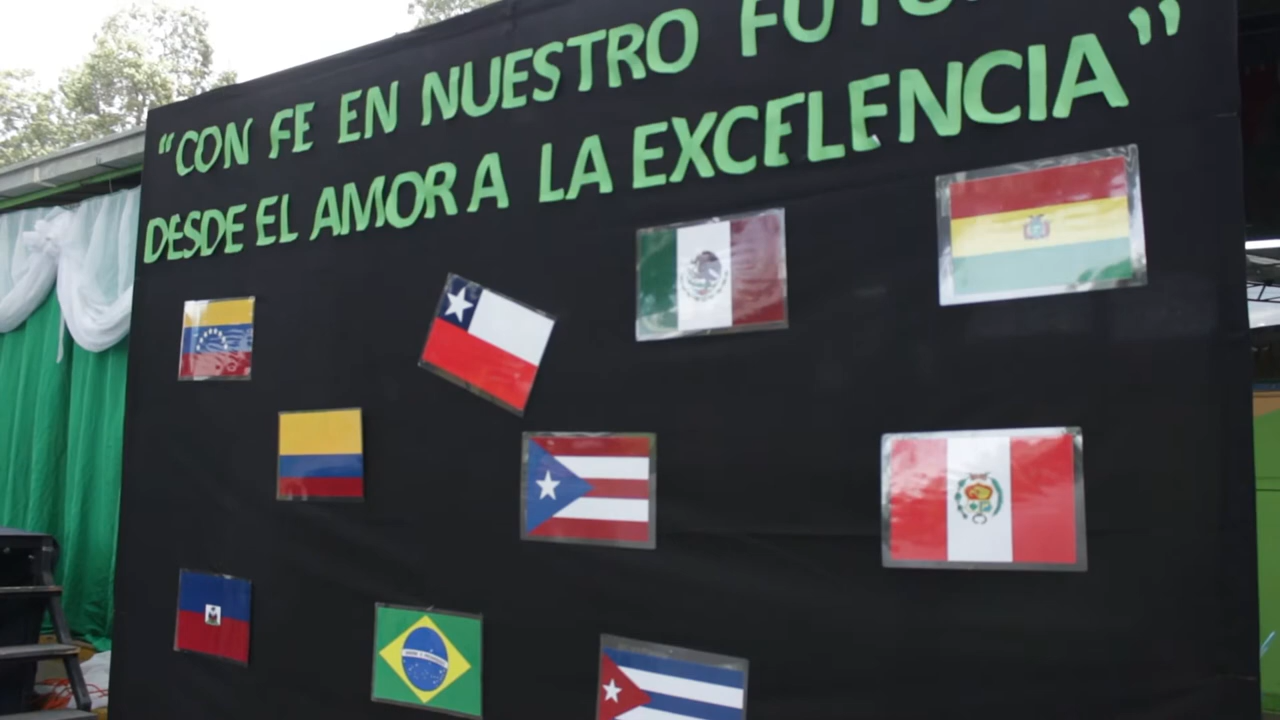 “CON FE EN NUESTRO
DESDE EL AMOR A LA EXCELENCIA”